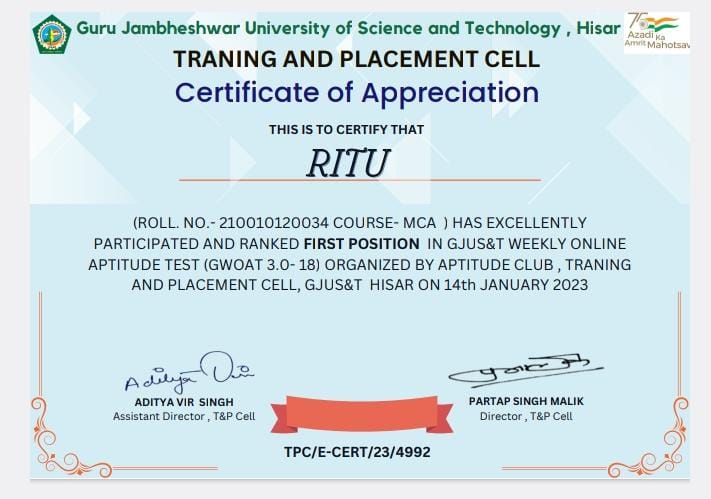 Guru Jambheshwar University of Science and Technology , Hisar
75
Azadi Ka
Amrit Mahotsav
TRANING AND PLACEMENT CELL
Certificate of Appreciation
THIS IS TO CERTIFY THAT
RITU
(ROLL. NO.- 210010120034 COURSE- MCA ) HAS EXCELLENTLY
PARTICIPATED AND RANKED FIRST POSITION IN GJUS&T WEEKLY ONLINE
APTITUDE TEST (GWOAT 3.0- 18) ORGANIZED BY APTITUDE CLUB , TRANING
AND PLACEMENT CELL, GJUS&T HISAR ON 14th JANUARY 2023
Aditya Vir
ADITYA VIR SINGH
Assistant Director , T&P Cell
PARTAP SINGH MALIK
Director , T&P Cell
TPC/E-CERT/23/4992